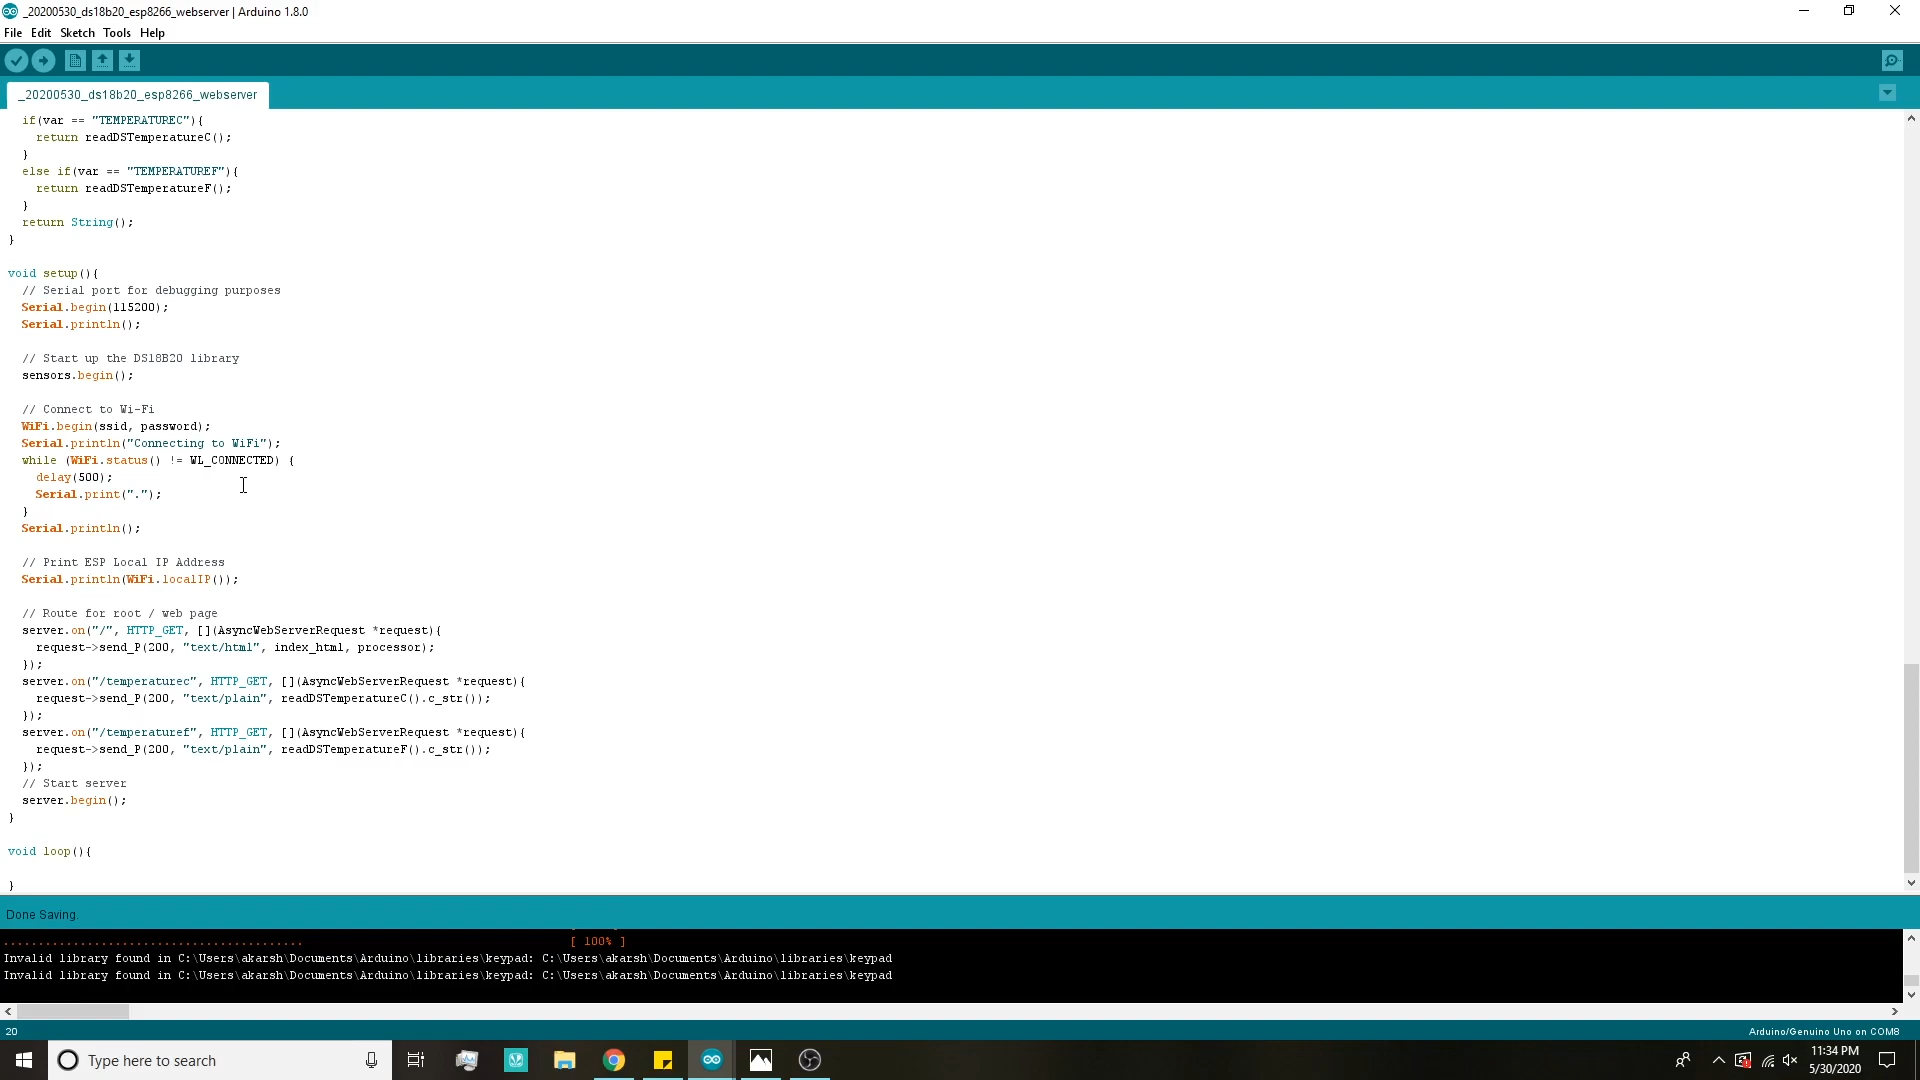 _20200530_ds18b20_esp8266_webserver | Arduino 1.8.0
File Edit Sketch Tools Help
_20200530_ds18b20_esp8266_webserver
if(var == "TEMPERATUREC"){
return readDSTemperatureC();
}
else if(var == "TEMPERATUREF"){
return readDSTemperatureF();
}
return String();
}
void setup(){
// Serial port for debugging purposes
Serial.begin(115200);
Serial.println();
// Start up the DS18B20 library
sensors.begin();
// Connect to Wi-Fi
WiFi.begin(ssid, password);
Serial.println("Connecting to WiFi");
while (WiFi.status() != WL_CONNECTED) {
delay(500);
Serial.print(".");
}
Serial.println();
// Print ESP Local IP Address
Serial.println(WiFi.localIP());
// Route for root / web page
server.on("/", HTTP_GET, [](AsyncWebServerRequest *request){
request->send_P(200, "text/html", index_html, processor);
});
server.on("/temperaturec", HTTP_GET, [](AsyncWebServerRequest *request){
request->send_P(200, "text/plain", readDSTemperatureC().c_str());
});
server.on("/temperaturef", HTTP_GET, [](AsyncWebServerRequest *request){
request->send_P(200, "text/plain", readDSTemperatureF().c_str());
});
// Start server
server.begin();
}
void loop(){
}
Done Saving.
........................................... [ 100% ]
Invalid library found in C:\Users\akarsh\Documents\Arduino\libraries\keypad: C:\Users\akarsh\Documents\Arduino\libraries\keypad
Invalid library found in C:\Users\akarsh\Documents\Arduino\libraries\keypad: C:\Users\akarsh\Documents\Arduino\libraries\keypad
20 Arduino/Genuino Uno on COM8
Type here to search
11:34 PM
5/30/2020